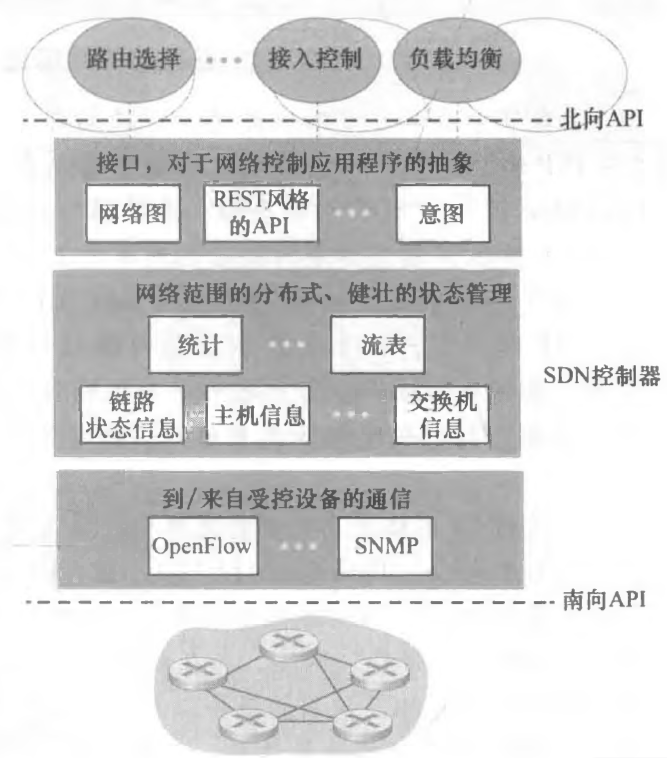 路由选择 ··· 接入控制 负载均衡
北向API
接口，对于网络控制应用程序的抽象
网络图 REST风格的API ··· 意图
网络范围的分布式、健壮的状态管理
统计 ··· 流表
SDN控制器
链路状态信息 主机信息 ··· 交换机信息
到/来自受控设备的通信
OpenFlow ··· SNMP
南向API